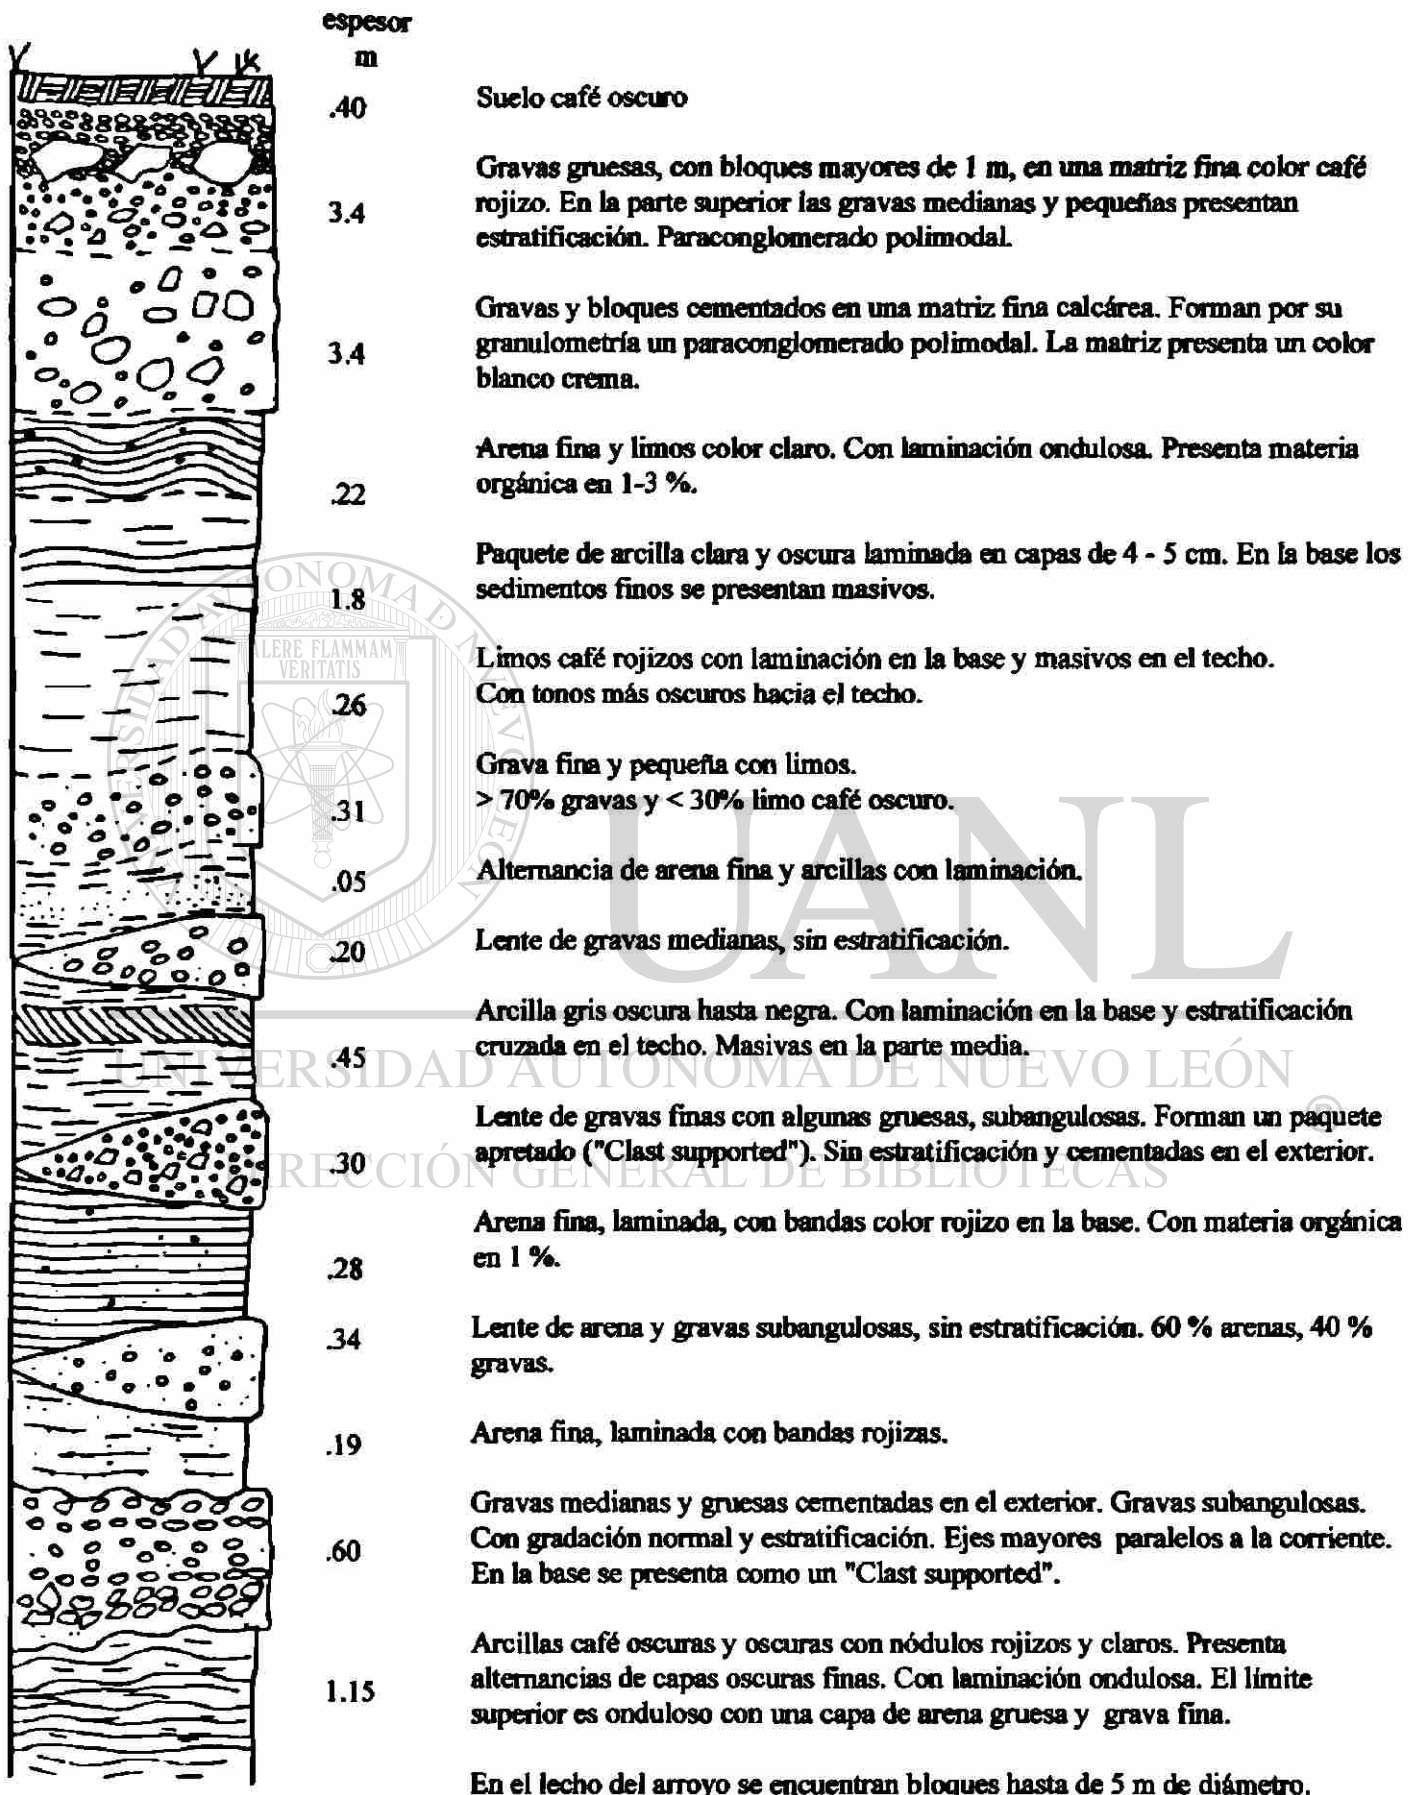 espesor
m
.40
Suelo café oscuro
3.4
Gravas gruesas, con bloques mayores de 1 m, en una matriz fina color café
rojizo. En la parte superior las gravas medianas y pequeñas presentan
estratificación. Paraconglomerado polimodal.
3.4
Gravas y bloques cementados en una matriz fina calcárea. Forman por su
granulometría un paraconglomerado polimodal. La matriz presenta un color
blanco crema.
.22
Arena fina y limos color claro. Con laminación ondulosa. Presenta materia
orgánica en 1-3 %.
1.8
Paquete de arcilla clara y oscura laminada en capas de 4 - 5 cm. En la base los
sedimentos finos se presentan masivos.
.26
Limos café rojizos con laminación en la base y masivos en el techo.
Con tonos más oscuros hacia el techo.
.31
Grava fina y pequeña con limos.
> 70% gravas y < 30% limo café oscuro.
.05
Alternancia de arena fina y arcillas con laminación.
.20
Lente de gravas medianas, sin estratificación.
.45
Arcilla gris oscura hasta negra. Con laminación en la base y estratificación
cruzada en el techo. Masivas en la parte media.
.30
Lente de gravas finas con algunas gruesas, subangulosas. Forman un paquete
apretado ("Clast supported"). Sin estratificación y cementadas en el exterior.
.28
Arena fina, laminada, con bandas color rojizo en la base. Con materia orgánica
en 1 %.
.34
Lente de arena y gravas subangulosas, sin estratificación. 60 % arenas, 40 %
gravas.
.19
Arena fina, laminada con bandas rojizas.
.60
Gravas medianas y gruesas cementadas en el exterior. Gravas subangulosas.
Con gradación normal y estratificación. Ejes mayores paralelos a la corriente.
En la base se presenta como un "Clast supported".
1.15
Arcillas café oscuras y oscuras con nódulos rojizos y claros. Presenta
alternancias de capas oscuras finas. Con laminación ondulosa. El límite
superior es onduloso con una capa de arena gruesa y grava fina.
En el lecho del arroyo se encuentran bloques hasta de 5 m de diámetro.
UANL
UNIVERSIDAD AUTÓNOMA DE NUEVO LEÓN
®
DIRECCIÓN GENERAL DE BIBLIOTECAS
ALERE FLAMMAM
VERITATIS